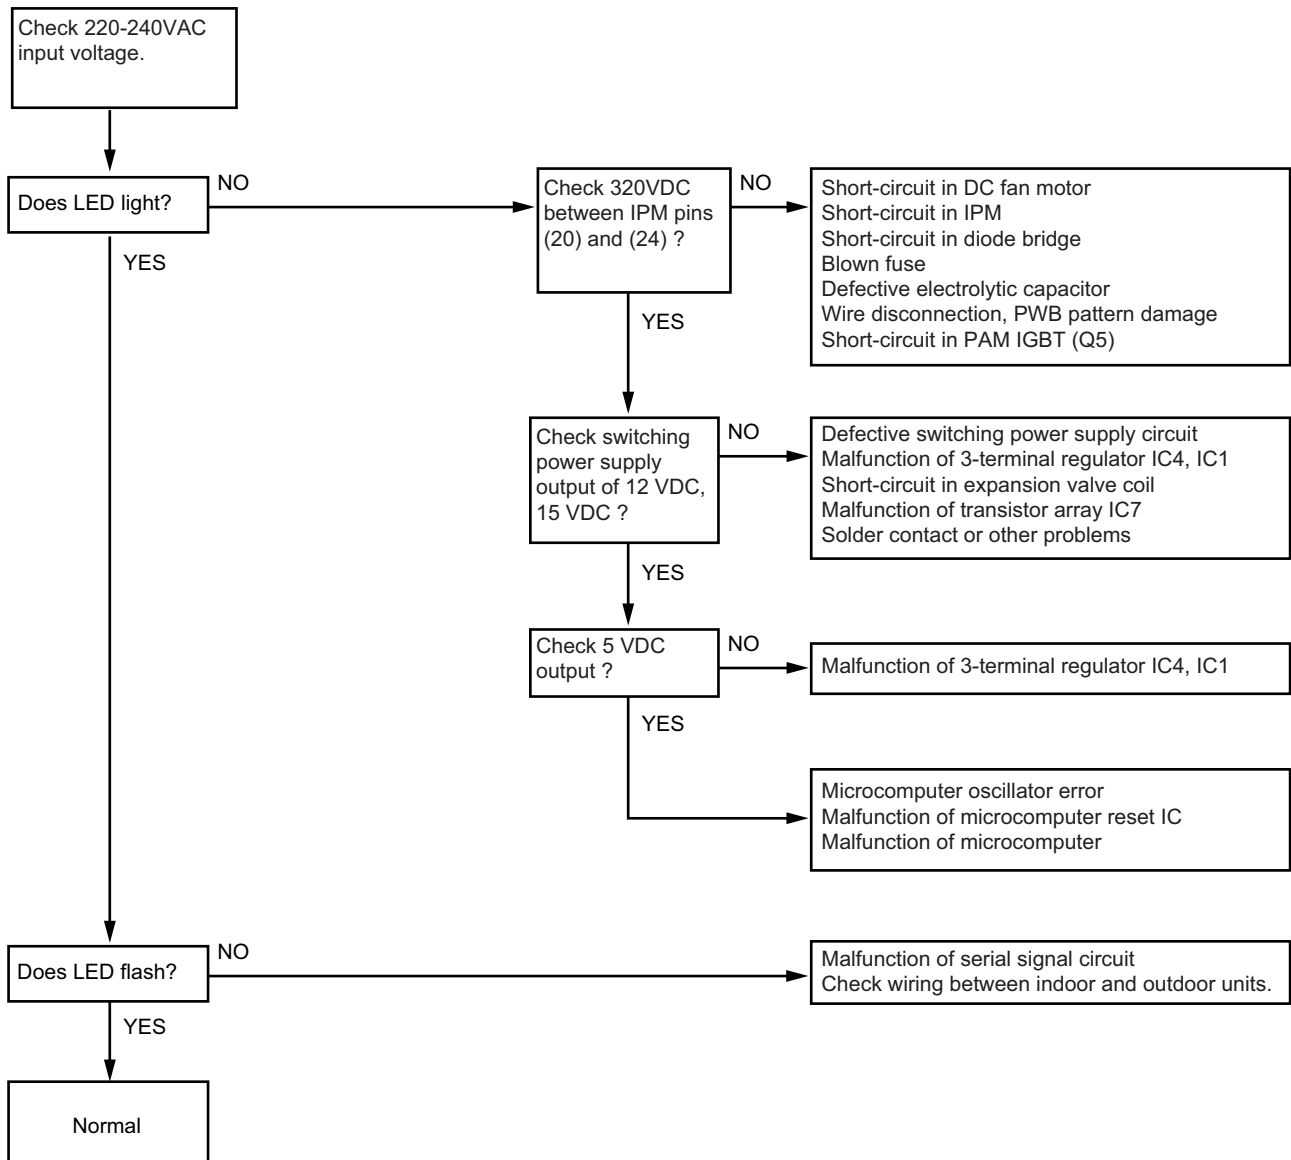 Check 220-240VAC
input voltage.
Does LED light?
NO
YES
Check 320VDC
between IPM pins
(20) and (24) ?
NO
YES
Short-circuit in DC fan motor
Short-circuit in IPM
Short-circuit in diode bridge
Blown fuse
Defective electrolytic capacitor
Wire disconnection, PWB pattern damage
Short-circuit in PAM IGBT (Q5)
Check switching
power supply
output of 12 VDC,
15 VDC ?
NO
YES
Defective switching power supply circuit
Malfunction of 3-terminal regulator IC4, IC1
Short-circuit in expansion valve coil
Malfunction of transistor array IC7
Solder contact or other problems
Check 5 VDC
output ?
NO
YES
Malfunction of 3-terminal regulator IC4, IC1
Microcomputer oscillator error
Malfunction of microcomputer reset IC
Malfunction of microcomputer
Does LED flash?
NO
YES
Malfunction of serial signal circuit
Check wiring between indoor and outdoor units.
Normal